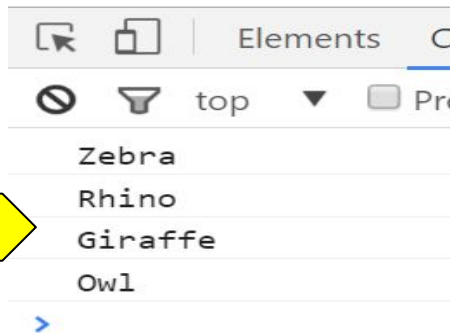 Elements
top
Zebra
Rhino
Giraffe
Owl
>